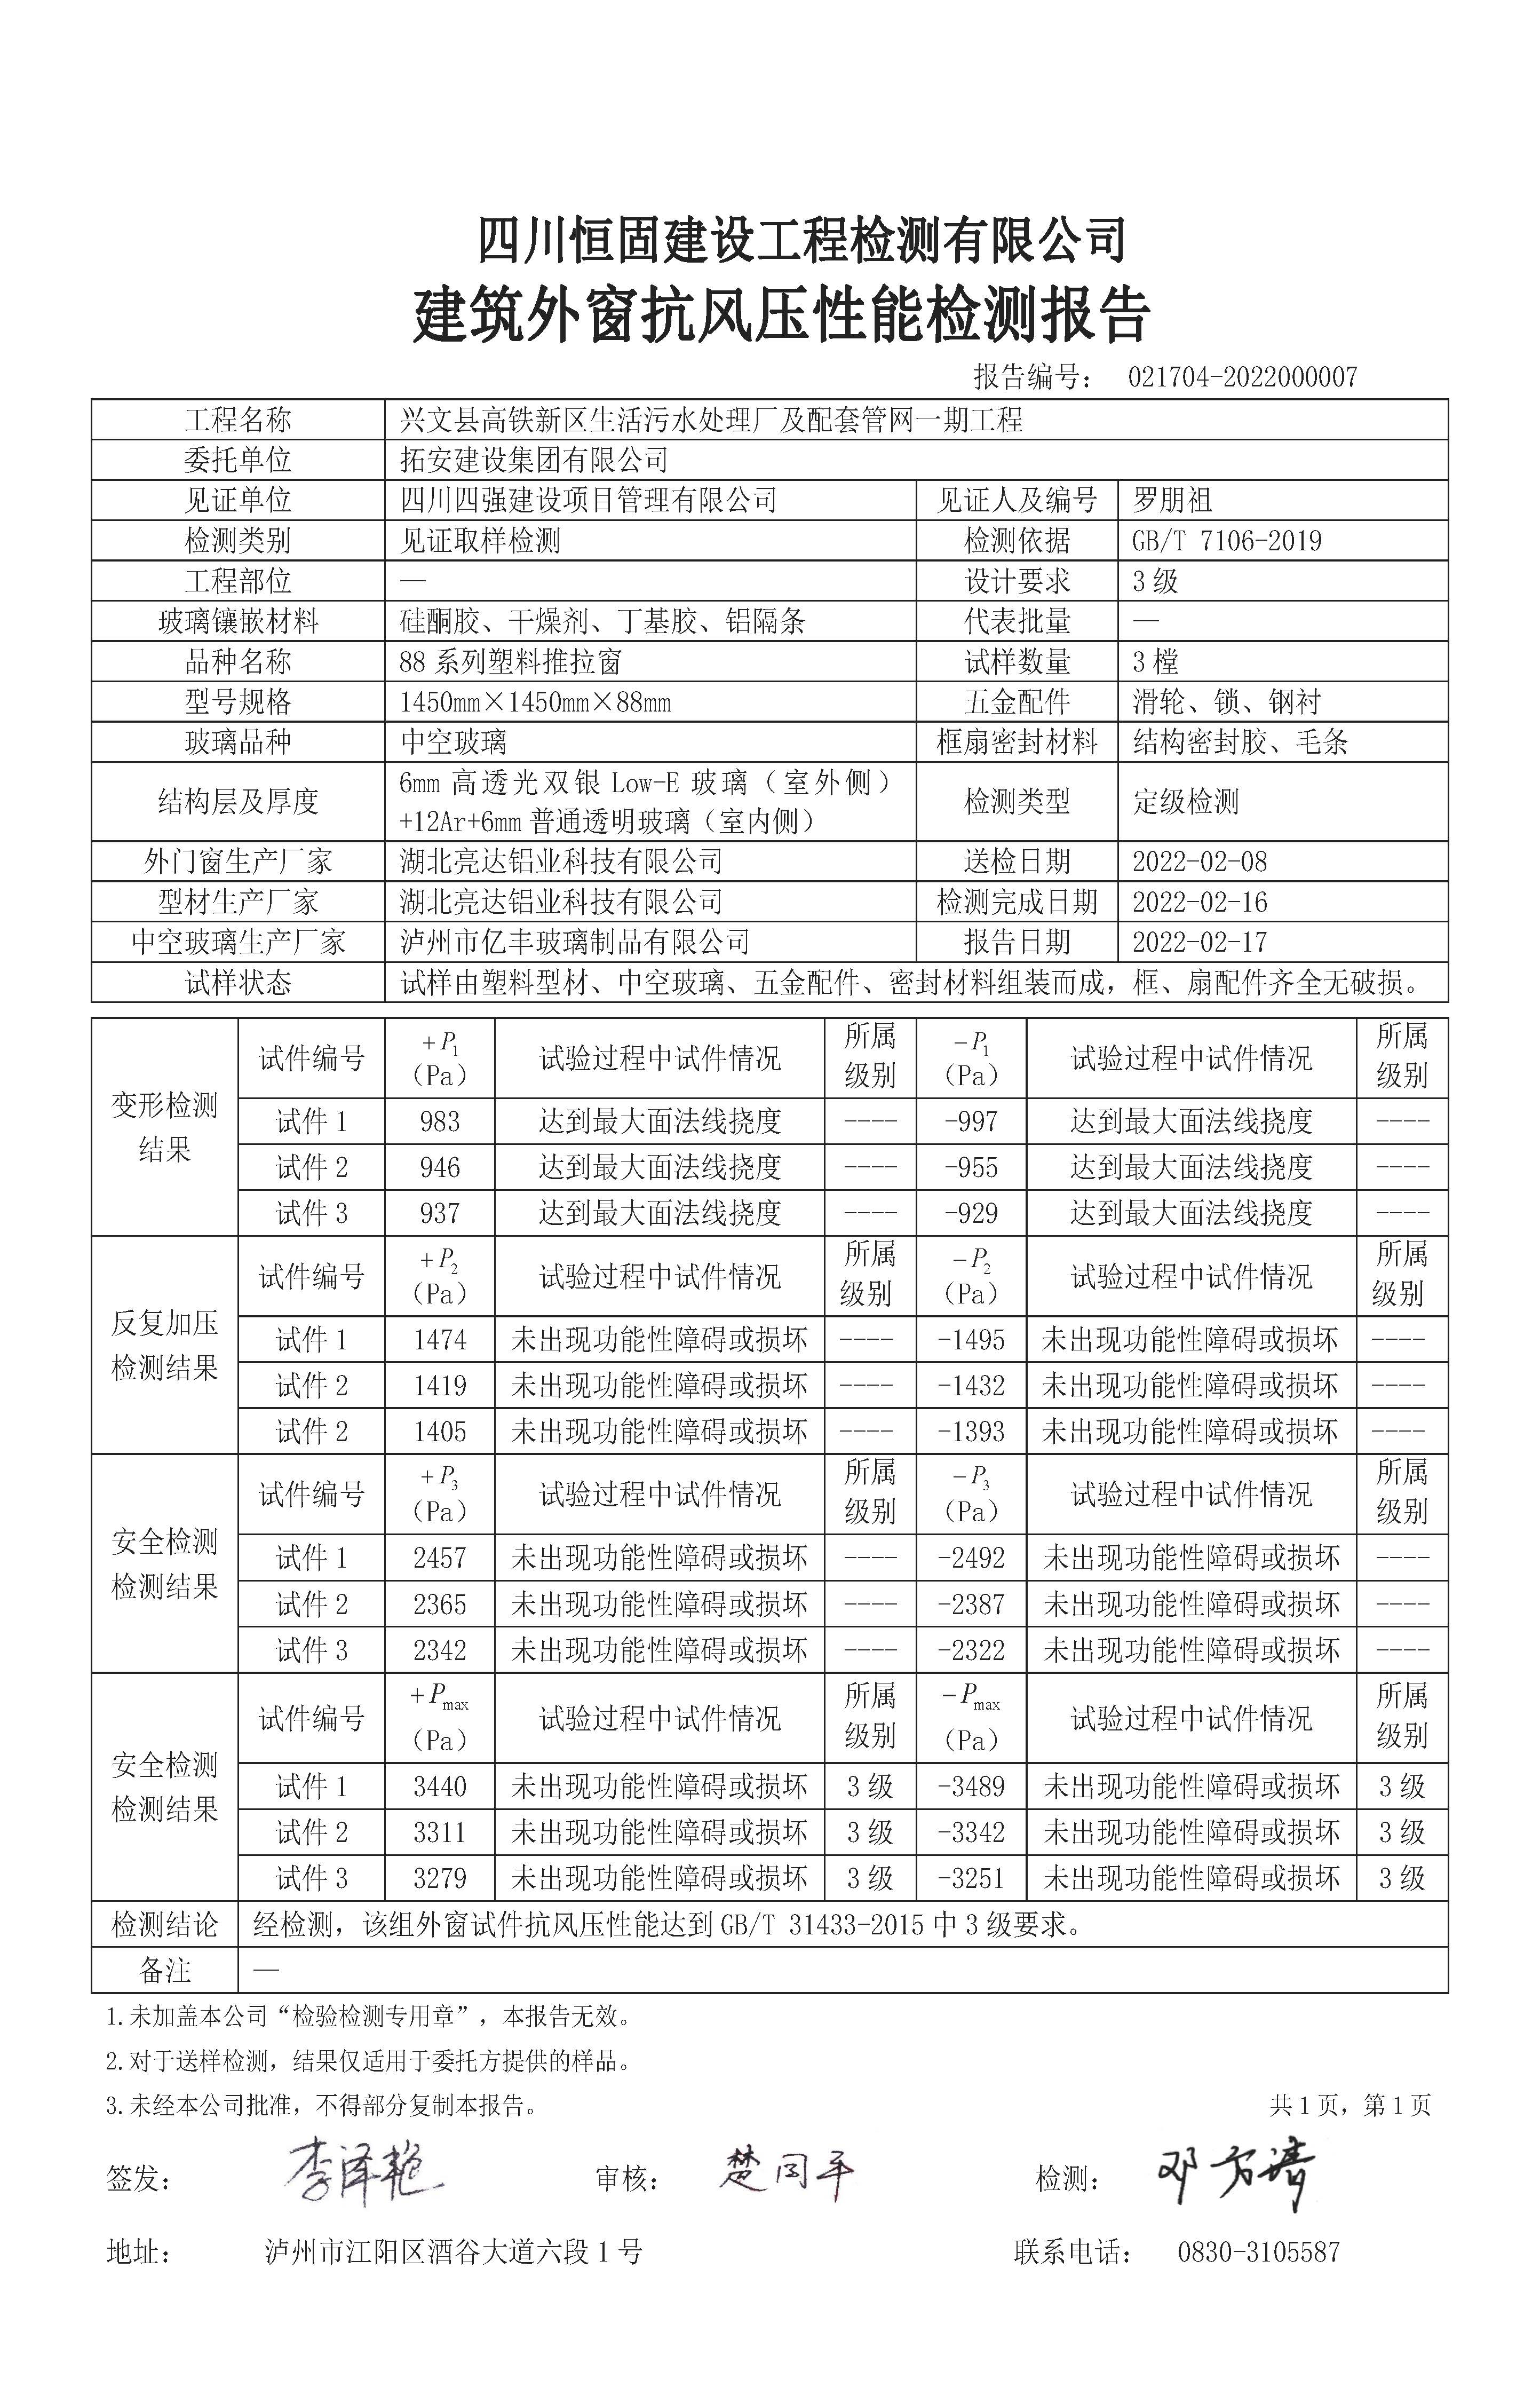 四川恒固建设工程检测有限公司
建筑外窗抗风压性能检测报告
报告编号： 021704-2022000007
工程名称 兴文县高铁新区生活污水处理厂及配套管网一期工程
委托单位 拓安建设集团有限公司
见证单位 四川四强建设项目管理有限公司 见证人及编号 罗朋祖
检测类别 见证取样检测 检测依据 GB/T 7106-2019
工程部位 — 设计要求 3级
玻璃镶嵌材料 硅酮胶、干燥剂、丁基胶、铝隔条 代表批量 —
品种名称 88系列塑料推拉窗 试样数量 3樘
型号规格 1450mm×1450mm×88mm 五金配件 滑轮、锁、钢衬
玻璃品种 中空玻璃 框扇密封材料 结构密封胶、毛条
结构层及厚度 6mm高透光双银Low-E玻璃（室外侧）
+12Ar+6mm普通透明玻璃（室内侧） 检测类型 定级检测
外门窗生产厂家 湖北亮达铝业科技有限公司 送检日期 2022-02-08
型材生产厂家 湖北亮达铝业科技有限公司 检测完成日期 2022-02-16
中空玻璃生产厂家 泸州市亿丰玻璃制品有限公司 报告日期 2022-02-17
试样状态 试样由塑料型材、中空玻璃、五金配件、密封材料组装而成，框、扇配件齐全无破损。
变形检测
结果
试件编号 +P1（Pa） 试验过程中试件情况 所属级别 -P1（Pa） 试验过程中试件情况 所属级别
试件1 983 达到最大面法线挠度 ---- -997 达到最大面法线挠度 ----
试件2 946 达到最大面法线挠度 ---- -955 达到最大面法线挠度 ----
试件3 937 达到最大面法线挠度 ---- -929 达到最大面法线挠度 ----
反复加压
检测结果
试件编号 +P2（Pa） 试验过程中试件情况 所属级别 -P2（Pa） 试验过程中试件情况 所属级别
试件1 1474 未出现功能性障碍或损坏 ---- -1495 未出现功能性障碍或损坏 ----
试件2 1419 未出现功能性障碍或损坏 ---- -1432 未出现功能性障碍或损坏 ----
试件2 1405 未出现功能性障碍或损坏 ---- -1393 未出现功能性障碍或损坏 ----
安全检测
检测结果
试件编号 +P3（Pa） 试验过程中试件情况 所属级别 -P3（Pa） 试验过程中试件情况 所属级别
试件1 2457 未出现功能性障碍或损坏 ---- -2492 未出现功能性障碍或损坏 ----
试件2 2365 未出现功能性障碍或损坏 ---- -2387 未出现功能性障碍或损坏 ----
试件3 2342 未出现功能性障碍或损坏 ---- -2322 未出现功能性障碍或损坏 ----
安全检测
检测结果
试件编号 +Pmax（Pa） 试验过程中试件情况 所属级别 -Pmax（Pa） 试验过程中试件情况 所属级别
试件1 3440 未出现功能性障碍或损坏 3级 -3489 未出现功能性障碍或损坏 3级
试件2 3311 未出现功能性障碍或损坏 3级 -3342 未出现功能性障碍或损坏 3级
试件3 3279 未出现功能性障碍或损坏 3级 -3251 未出现功能性障碍或损坏 3级
检测结论 经检测，该组外窗试件抗风压性能达到GB/T 31433-2015中3级要求。
备注 —
1.未加盖本公司“检验检测专用章”，本报告无效。
2.对于送样检测，结果仅适用于委托方提供的样品。
3.未经本公司批准，不得部分复制本报告。 共1页，第1页
签发： 李泽艳 审核： 检测：
地址： 泸州市江阳区酒谷大道六段1号 联系电话： 0830-3105587